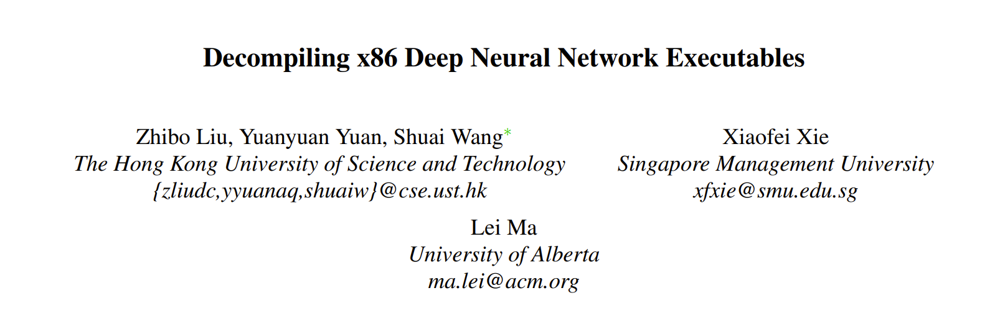 Decompiling x86 Deep Neural Network Executables
Zhibo Liu, Yuanyuan Yuan, Shuai Wang*
The Hong Kong University of Science and Technology
{zliudc,yyuanaq,shuaiw}@cse.ust.hk
Xiaofei Xie
Singapore Management University
xfxie@smu.edu.sg
Lei Ma
University of Alberta
ma.lei@acm.org